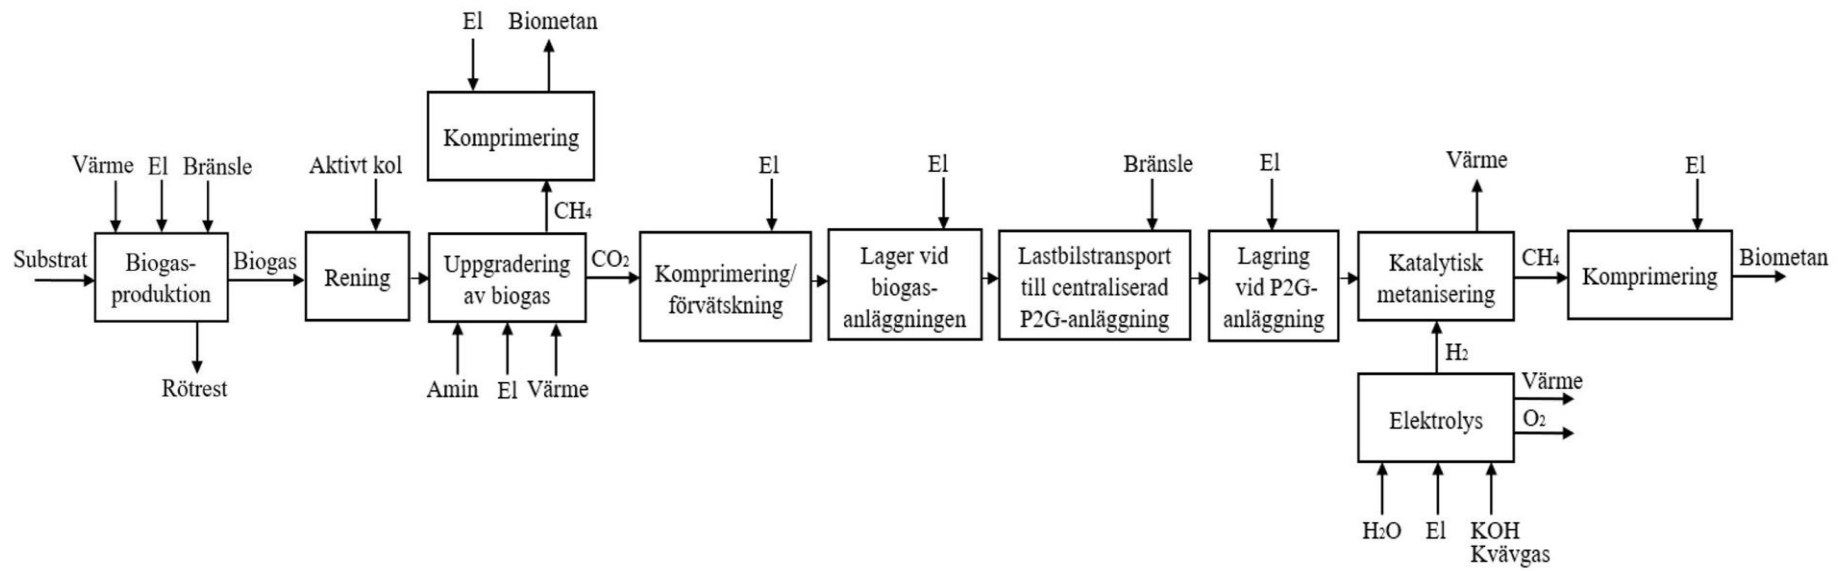 El Biometan
Komprimering
Värme El Bränsle
Aktivt kol
El
El
Bränsle
El
Värme
El
CH4
Substrat
Biogas-
produktion
Biogas
Rening
Uppgradering
av biogas
CO2
Komprimering/
förvätskning
Lager vid
biogas-
anläggningen
Lastbilstransport
till centraliserad
P2G-anläggning
Lagring
vid P2G-
anläggning
Katalytisk
metanisering
CH4
Komprimering
Biometan
Rötrest
Amin El Värme
H2
Elektrolys
Värme
O2
H2O El KOH
Kvävgas